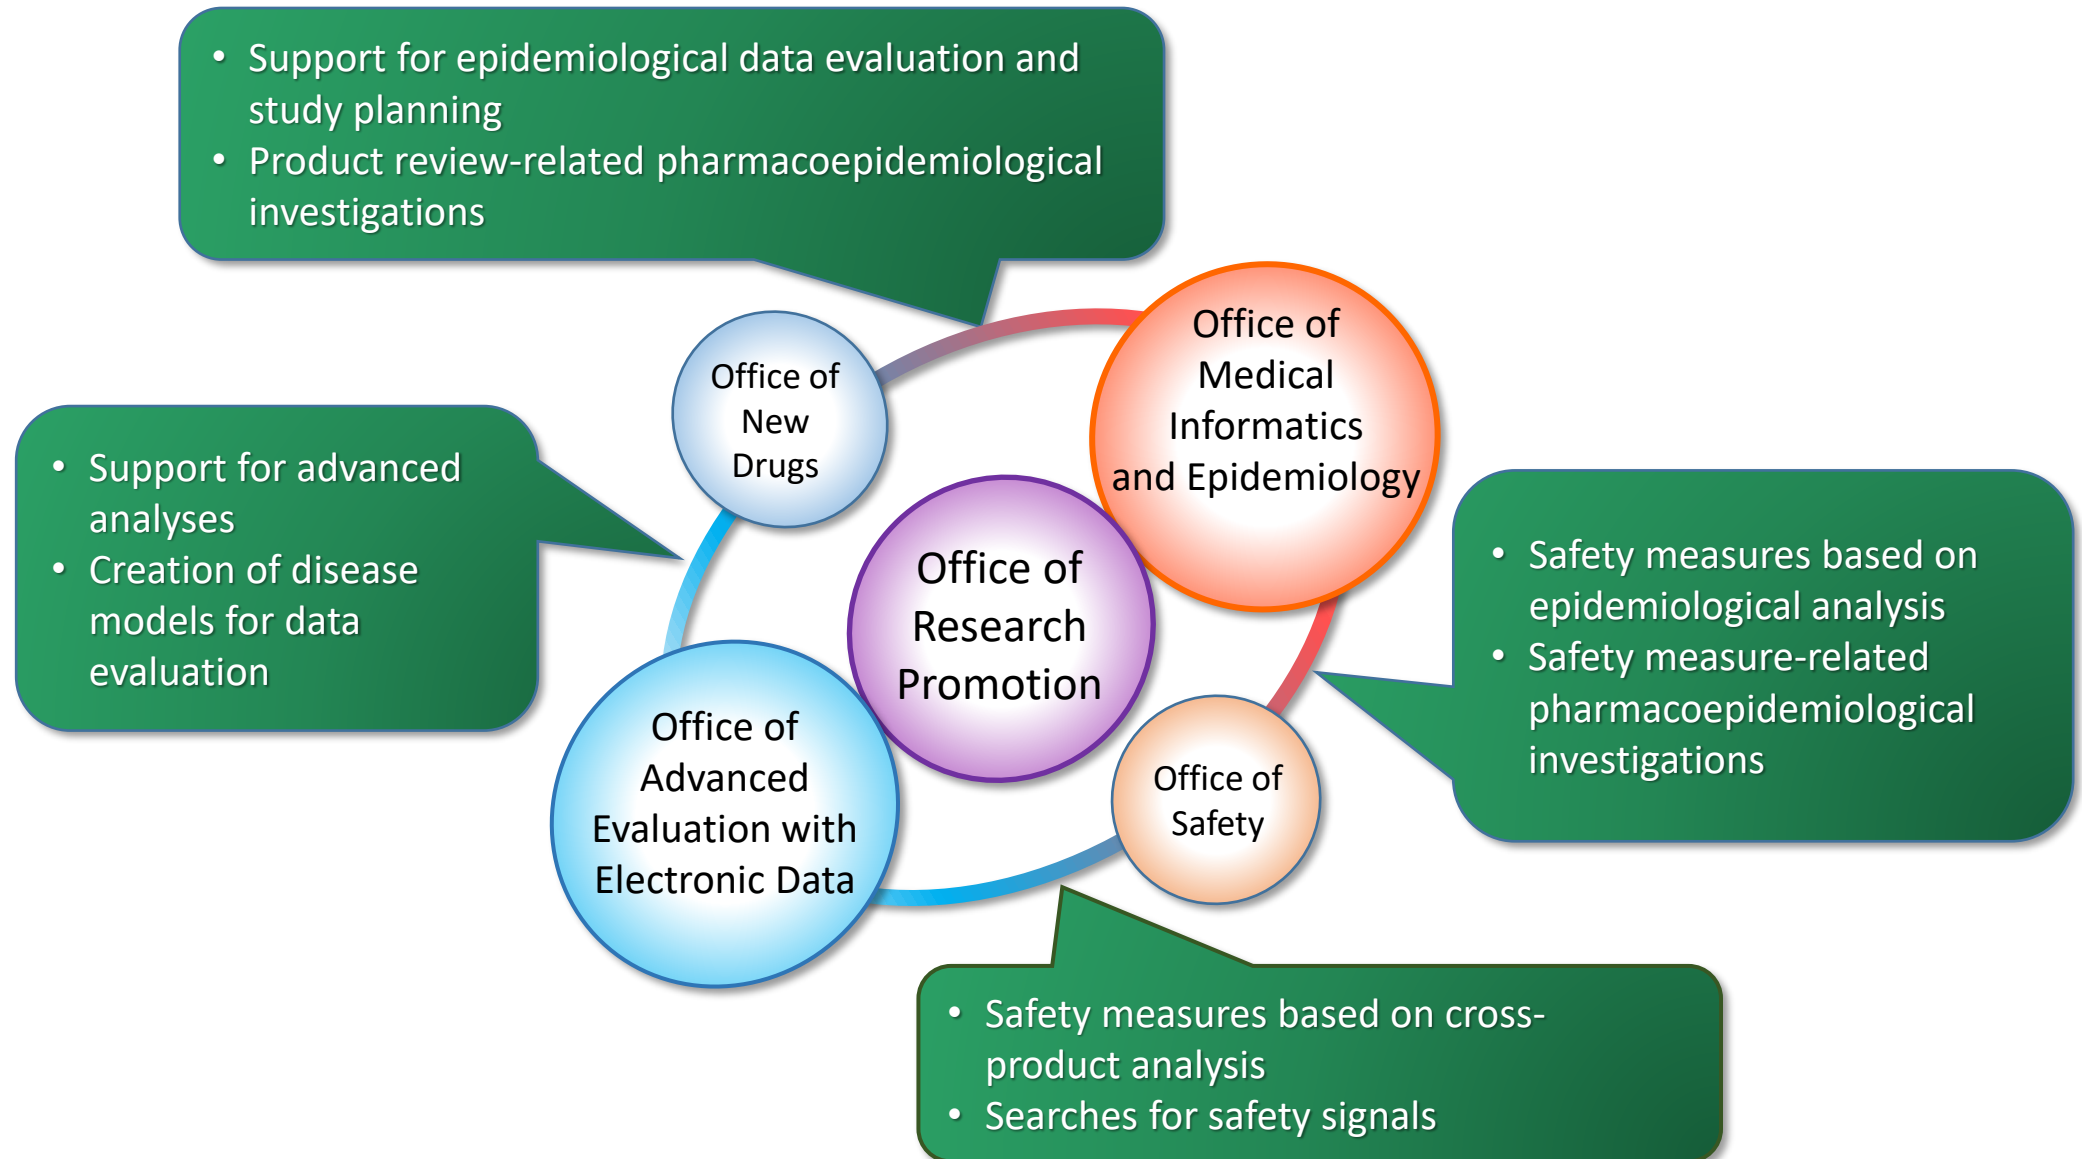 • Support for epidemiological data evaluation and
study planning
• Product review-related pharmacoepidemiological
investigations
Office of
New
Drugs
Office of
Medical
Informatics
and Epidemiology
• Support for advanced
analyses
• Creation of disease
models for data
evaluation
Office of
Research
Promotion
• Safety measures based on
epidemiological analysis
• Safety measure-related
pharmacoepidemiological
investigations
Office of
Advanced
Evaluation with
Electronic Data
Office of
Safety
• Safety measures based on cross-
product analysis
• Searches for safety signals